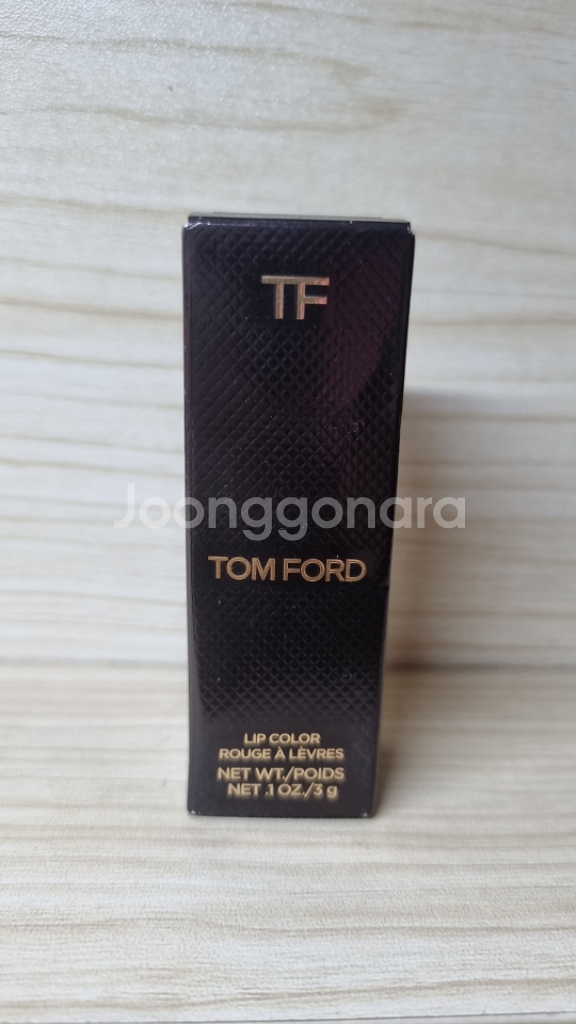 TF
Joonggonara
TOM FORD
LIP COLOR
ROUGE À LÈVRES
NET WT./POIDS
NET .1 OZ./3 g